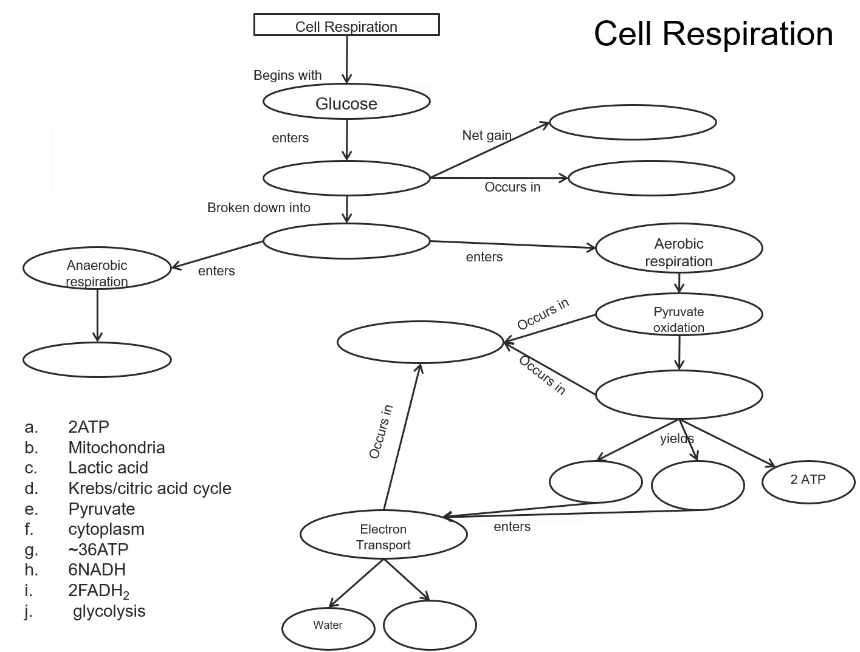 Cell Respiration
Cell Respiration
Begins with
Glucose
enters
Net gain
Occurs in
Broken down into
Anaerobic
respiration
enters
enters
Aerobic
respiration
Pyruvate
oxidation
Occurs in
Occurs in
Occurs in
yields
2 ATP
enters
Electron
Transport
Water
a. 2ATP
b. Mitochondria
c. Lactic acid
d. Krebs/citric acid cycle
e. Pyruvate
f. cytoplasm
g. ~36ATP
h. 6NADH
i. 2FADH₂
j. glycolysis